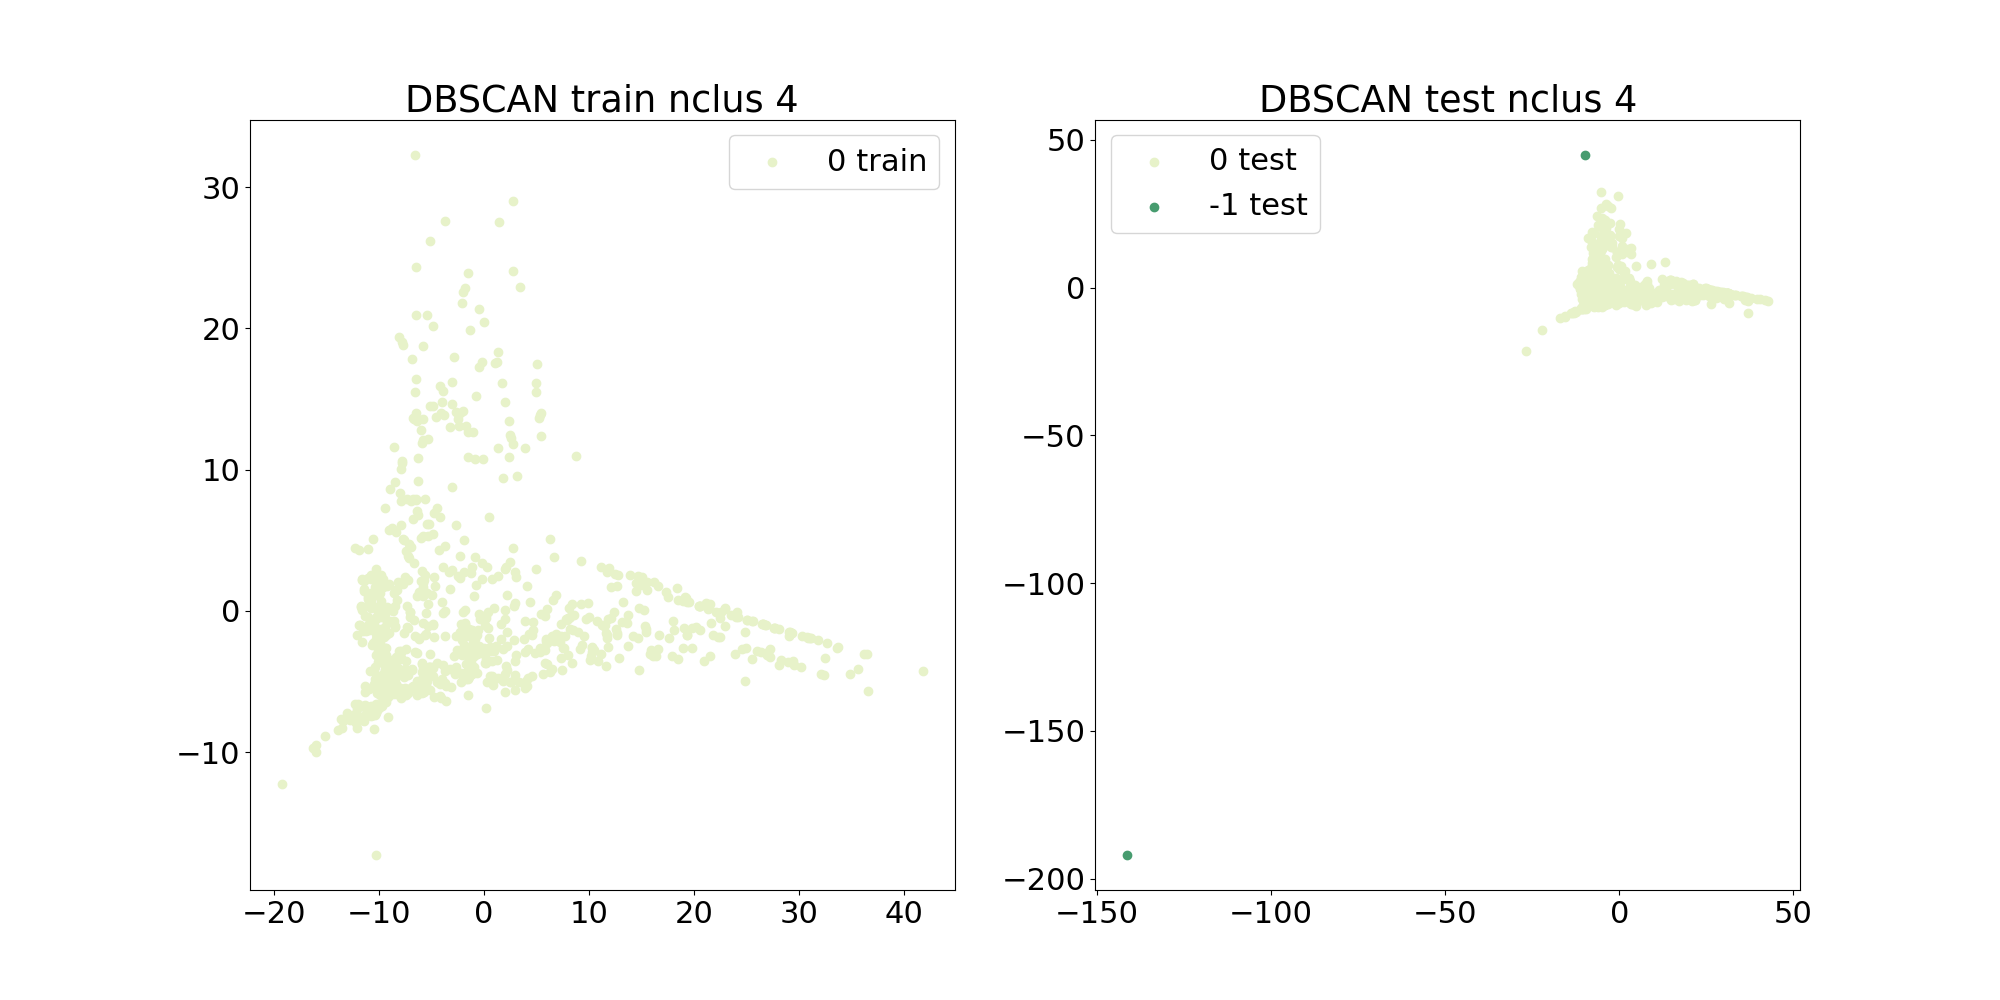 DBSCAN train nclus 4
0 train
30
20
10
0
−10
−20 −10 0 10 20 30 40
DBSCAN test nclus 4
0 test
-1 test
50
0
−50
−100
−150
−200
−150 −100 −50 0 50